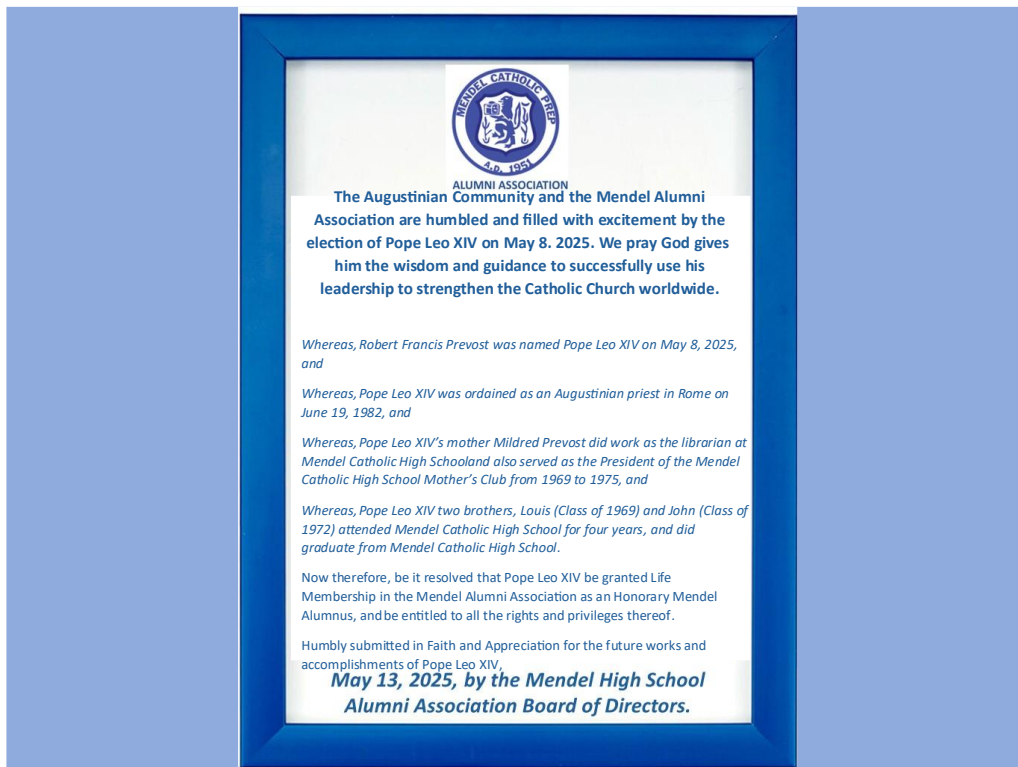 MENDEL CATHOLIC PREP
A.D. 1951
ALUMNI ASSOCIATION
The Augustinian Community and the Mendel Alumni
Association are humbled and filled with excitement by the
election of Pope Leo XIV on May 8. 2025. We pray God gives
him the wisdom and guidance to successfully use his
leadership to strengthen the Catholic Church worldwide.
Whereas, Robert Francis Prevost was named Pope Leo XIV on May 8, 2025,
and
Whereas, Pope Leo XIV was ordained as an Augustinian priest in Rome on
June 19, 1982, and
Whereas, Pope Leo XIV’s mother Mildred Prevost did work as the librarian at
Mendel Catholic High Schooland also served as the President of the Mendel
Catholic High School Mother’s Club from 1969 to 1975, and
Whereas, Pope Leo XIV two brothers, Louis (Class of 1969) and John (Class of
1972) attended Mendel Catholic High School for four years, and did
graduate from Mendel Catholic High School.
Now therefore, be it resolved that Pope Leo XIV be granted Life
Membership in the Mendel Alumni Association as an Honorary Mendel
Alumnus, and be entitled to all the rights and privileges thereof.
Humbly submitted in Faith and Appreciation for the future works and
accomplishments of Pope Leo XIV,
May 13, 2025, by the Mendel High School
Alumni Association Board of Directors.